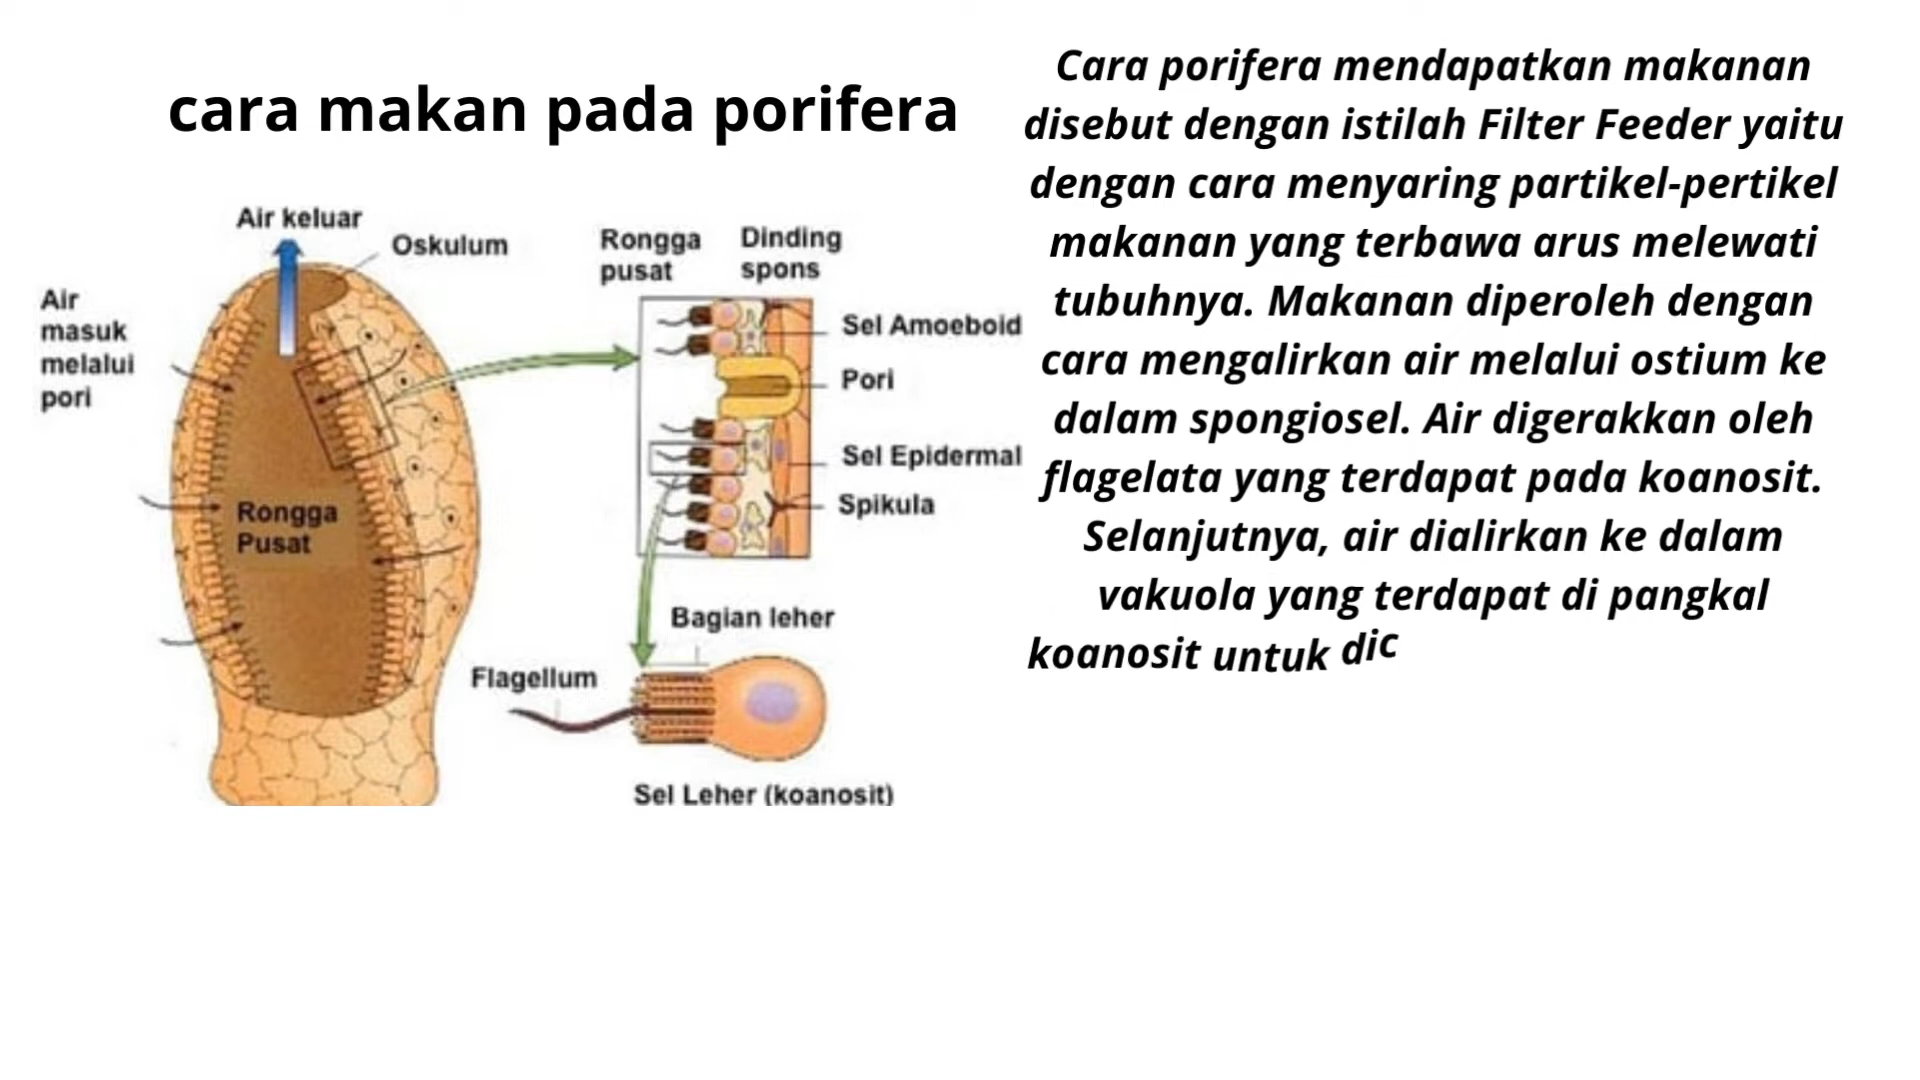 cara makan pada porifera
Air keluar
Oskulum
Air
masuk
melalui
pori
Rongga
Pusat
Rongga
pusat
Dinding
spons
Sel Amoeboid
Pori
Sel Epidermal
Spikula
Bagian leher
Flagellum
Sel Leher (koanosit)
Cara porifera mendapatkan makanan
disebut dengan istilah Filter Feeder yaitu
dengan cara menyaring partikel-pertikel
makanan yang terbawa arus melewati
tubuhnya. Makanan diperoleh dengan
cara mengalirkan air melalui ostium ke
dalam spongiosel. Air digerakkan oleh
flagelata yang terdapat pada koanosit.
Selanjutnya, air dialirkan ke dalam
vakuola yang terdapat di pangkal
koanosit untuk dic